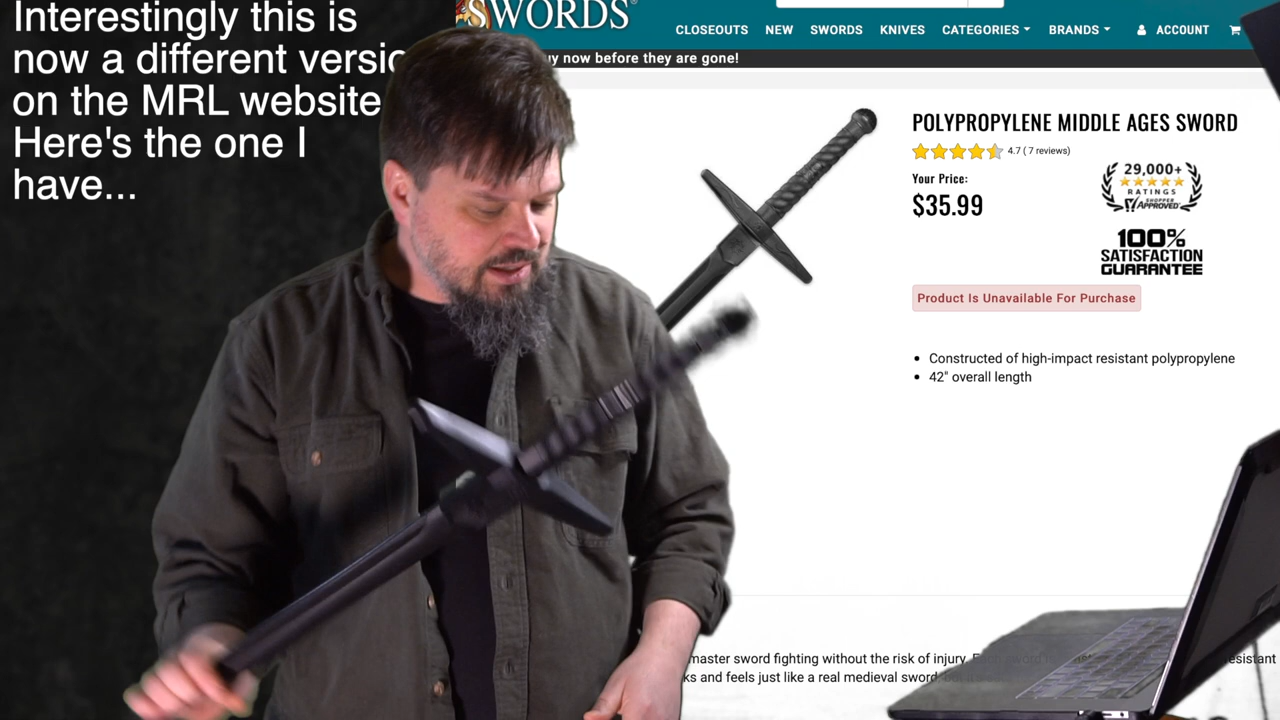 Interestingly this is
now a different versio
on the MRL website
Here's the one I
have...
SWORDS®
CLOSEOUTS NEW SWORDS KNIVES CATEGORIES BRANDS ACCOUNT
now before they are gone!
POLYPROPYLENE MIDDLE AGES SWORD
4.7 ( 7 reviews)
Your Price:
$35.99
29,000+
RATINGS
SHOPPER
APPROVED
100%
SATISFACTION
GUARANTEE
Product Is Unavailable For Purchase
• Constructed of high-impact resistant polypropylene
• 42" overall length
master sword fighting without the risk of injury.
and feels just like a real medieval sword,